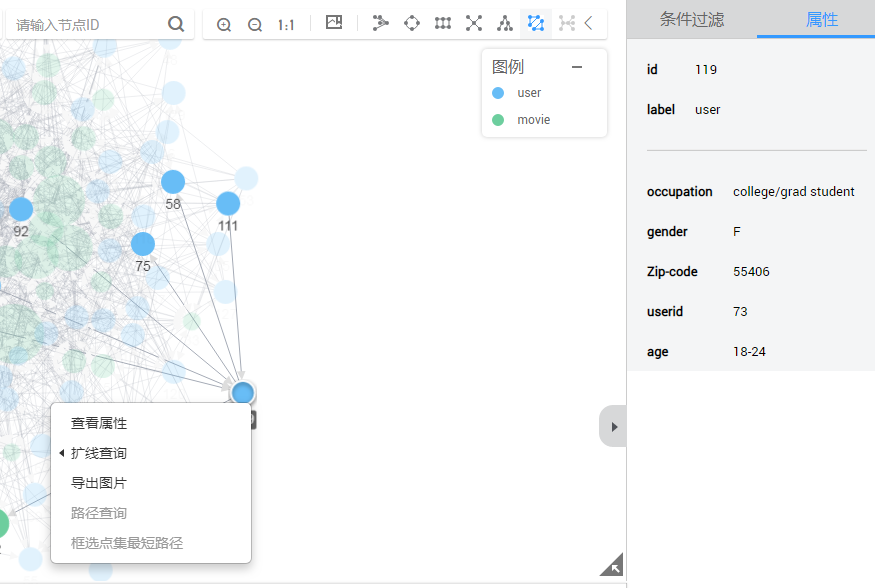 请输入节点ID
1:1
条件过滤
属性
图例
user
movie
id 119
label user
occupation college/grad student
gender F
Zip-code 55406
userid 73
age 18-24
58
111
92
75
查看属性
扩线查询
导出图片
路径查询
框选点集最短路径